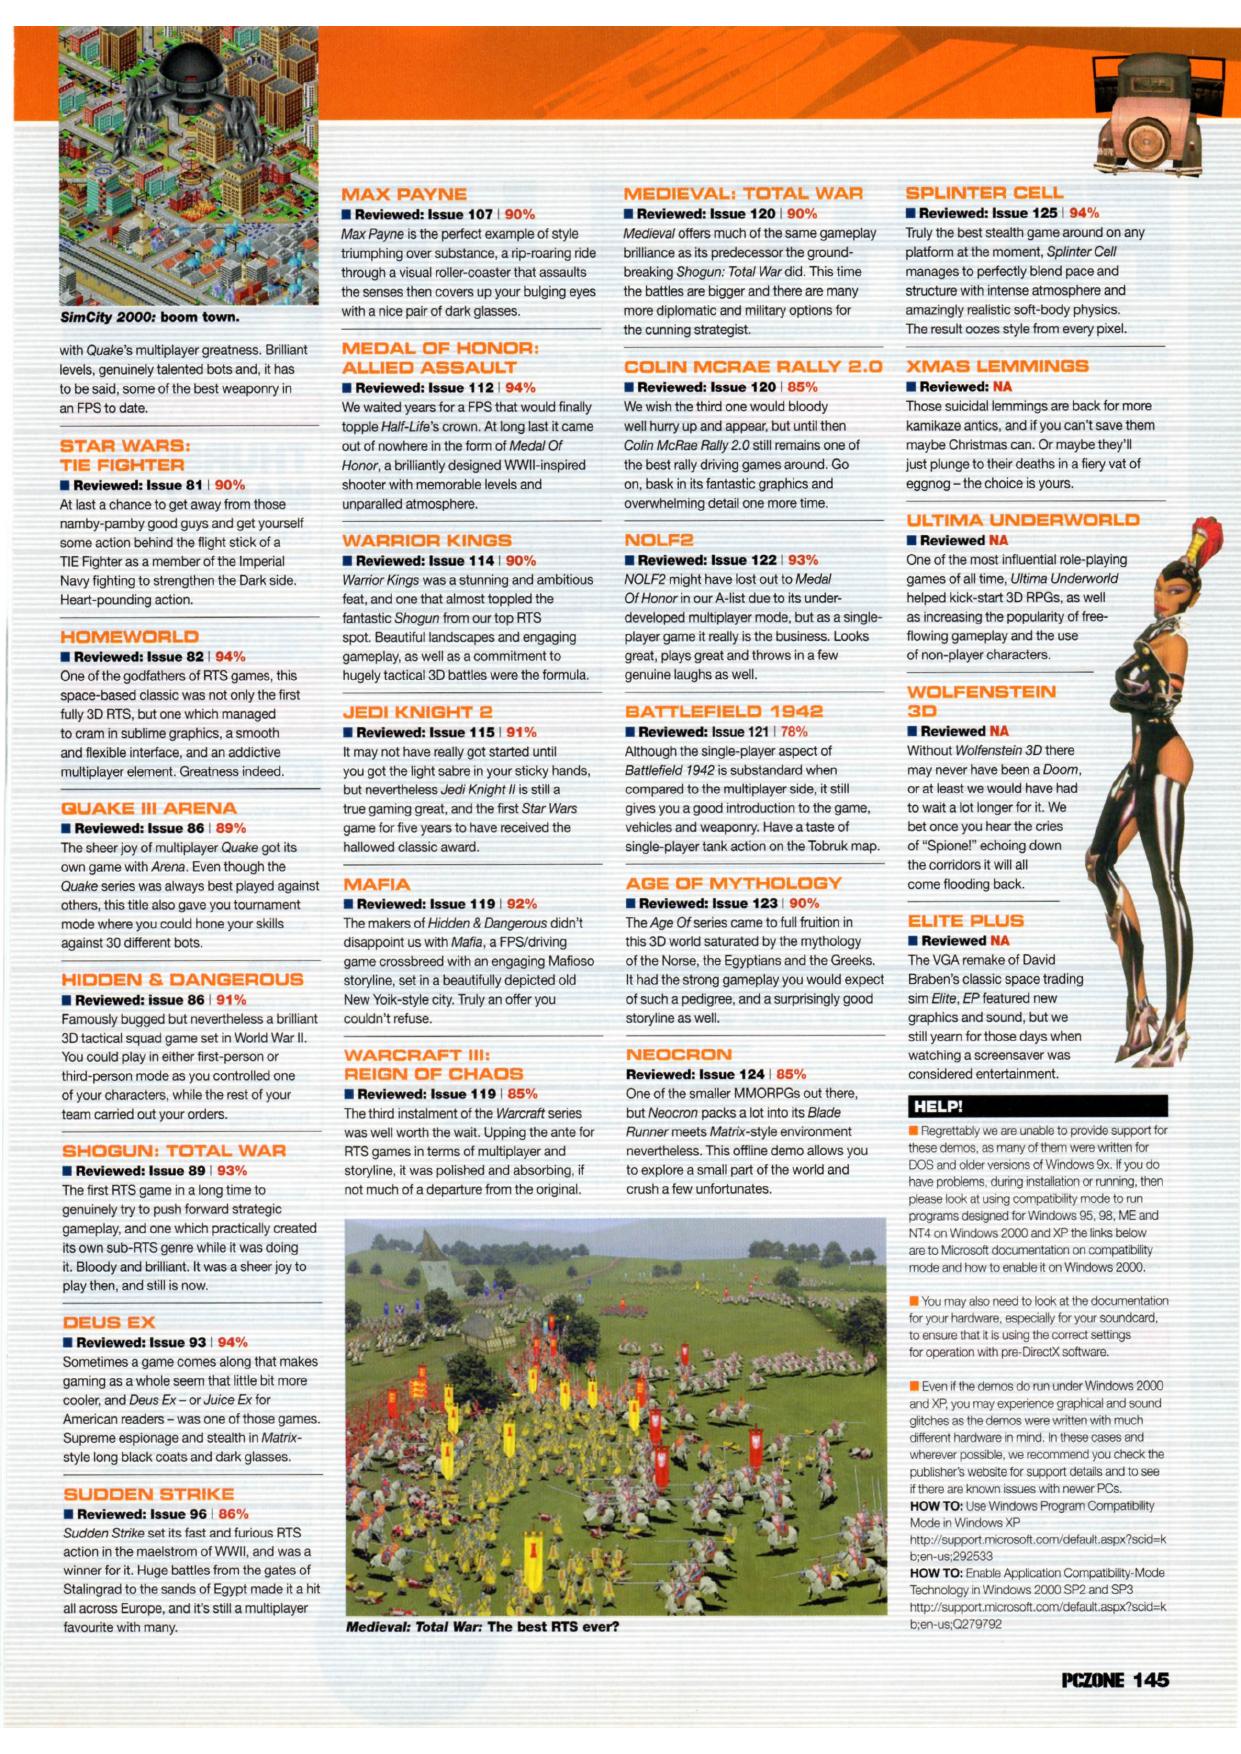 SimCity 2000: boom town.
with Quake's multiplayer greatness. Brilliant
levels, genuinely talented bots and, it has
to be said, some of the best weaponry in
an FPS to date.
STAR WARS:
TIE FIGHTER
Reviewed: Issue 81 | 90%
At last a chance to get away from those
namby-pamby good guys and get yourself
some action behind the flight stick of a
TIE Fighter as a member of the Imperial
Navy fighting to strengthen the Dark side.
Heart-pounding action.
HOMEWORLD
Reviewed: Issue 82 | 94%
One of the godfathers of RTS games, this
space-based classic was not only the first
fully 3D RTS, but one which managed
to cram in sublime graphics, a smooth
and flexible interface, and an addictive
multiplayer element. Greatness indeed.
QUAKE III ARENA
Reviewed: Issue 86 | 89%
The sheer joy of multiplayer Quake got its
own game with Arena. Even though the
Quake series was always best played against
others, this title also gave you tournament
mode where you could hone your skills
against 30 different bots.
HIDDEN & DANGEROUS
Reviewed: issue 86 | 91%
Famously bugged but nevertheless a brilliant
3D tactical squad game set in World War II.
You could play in either first-person or
third-person mode as you controlled one
of your characters, while the rest of your
team carried out your orders.
SHOGUN: TOTAL WAR
Reviewed: Issue 89 | 93%
The first RTS game in a long time to
genuinely try to push forward strategic
gameplay, and one which practically created
its own sub-RTS genre while it was doing
it. Bloody and brilliant. It was a sheer joy to
play then, and still is now.
DEUS EX
Reviewed: Issue 93 | 94%
Sometimes a game comes along that makes
gaming as a whole seem that little bit more
cooler, and Deus Ex – or Juice Ex for
American readers – was one of those games.
Supreme espionage and stealth in Matrix-
style long black coats and dark glasses.
SUDDEN STRIKE
Reviewed: Issue 96 | 86%
Sudden Strike set its fast and furious RTS
action in the maelstrom of WWII, and was a
winner for it. Huge battles from the gates of
Stalingrad to the sands of Egypt made it a hit
all across Europe, and it's still a multiplayer
favourite with many.
MAX PAYNE
Reviewed: Issue 107 | 90%
Max Payne is the perfect example of style
triumphing over substance, a rip-roaring ride
through a visual roller-coaster that assaults
the senses then covers up your bulging eyes
with a nice pair of dark glasses.
MEDAL OF HONOR:
ALLIED ASSAULT
Reviewed: Issue 112 | 94%
We waited years for a FPS that would finally
topple Half-Life's crown. At long last it came
out of nowhere in the form of Medal Of
Honor, a brilliantly designed WWII-inspired
shooter with memorable levels and
unparalled atmosphere.
WARRIOR KINGS
Reviewed: Issue 114 | 90%
Warrior Kings was a stunning and ambitious
feat, and one that almost toppled the
fantastic Shogun from our top RTS
spot. Beautiful landscapes and engaging
gameplay, as well as a commitment to
hugely tactical 3D battles were the formula.
JEDI KNIGHT 2
Reviewed: Issue 115 | 91%
It may not have really got started until
you got the light sabre in your sticky hands,
but nevertheless Jedi Knight II is still a
true gaming great, and the first Star Wars
game for five years to have received the
hallowed classic award.
MAFIA
Reviewed: Issue 119 | 92%
The makers of Hidden & Dangerous didn't
disappoint us with Mafia, a FPS/driving
game crossbreed with an engaging Mafioso
storyline, set in a beautifully depicted old
New Yoik-style city. Truly an offer you
couldn't refuse.
WARCRAFT III:
REIGN OF CHAOS
Reviewed: Issue 119 | 85%
The third instalment of the Warcraft series
was well worth the wait. Upping the ante for
RTS games in terms of multiplayer and
storyline, it was polished and absorbing, if
not much of a departure from the original.
MEDIEVAL: TOTAL WAR
Reviewed: Issue 120 | 90%
Medieval offers much of the same gameplay
brilliance as its predecessor the ground-
breaking Shogun: Total War did. This time
the battles are bigger and there are many
more diplomatic and military options for
the cunning strategist.
COLIN MCRAE RALLY 2.0
Reviewed: Issue 120 | 85%
We wish the third one would bloody
well hurry up and appear, but until then
Colin McRae Rally 2.0 still remains one of
the best rally driving games around. Go
on, bask in its fantastic graphics and
overwhelming detail one more time.
NOLF2
Reviewed: Issue 122 | 93%
NOLF2 might have lost out to Medal
Of Honor in our A-list due to its under-
developed multiplayer mode, but as a single-
player game it really is the business. Looks
great, plays great and throws in a few
genuine laughs as well.
BATTLEFIELD 1942
Reviewed: Issue 121 | 78%
Although the single-player aspect of
Battlefield 1942 is substandard when
compared to the multiplayer side, it still
gives you a good introduction to the game,
vehicles and weaponry. Have a taste of
single-player tank action on the Tobruk map.
AGE OF MYTHOLOGY
Reviewed: Issue 123 | 90%
The Age Of series came to full fruition in
this 3D world saturated by the mythology
of the Norse, the Egyptians and the Greeks.
It had the strong gameplay you would expect
of such a pedigree, and a surprisingly good
storyline as well.
NEOCRON
Reviewed: Issue 124 | 85%
One of the smaller MMORPGs out there,
but Neocron packs a lot into its Blade
Runner meets Matrix-style environment
nevertheless. This offline demo allows you
to explore a small part of the world and
crush a few unfortunates.
Medieval: Total War: The best RTS ever?
SPLINTER CELL
Reviewed: Issue 125 | 94%
Truly the best stealth game around on any
platform at the moment, Splinter Cell
manages to perfectly blend pace and
structure with intense atmosphere and
amazingly realistic soft-body physics.
The result oozes style from every pixel.
XMAS LEMMINGS
Reviewed: NA
Those suicidal lemmings are back for more
kamikaze antics, and if you can't save them
maybe Christmas can. Or maybe they'll
just plunge to their deaths in a fiery vat of
eggnog – the choice is yours.
ULTIMA UNDERWORLD
Reviewed NA
One of the most influential role-playing
games of all time, Ultima Underworld
helped kick-start 3D RPGs, as well
as increasing the popularity of free-
flowing gameplay and the use
of non-player characters.
WOLFENSTEIN
3D
Reviewed NA
Without Wolfenstein 3D there
may never have been a Doom,
or at least we would have had
to wait a lot longer for it. We
bet once you hear the cries
of "Spione!" echoing down
the corridors it will all
come flooding back.
ELITE PLUS
Reviewed NA
The VGA remake of David
Braben's classic space trading
sim Elite, EP featured new
graphics and sound, but we
still yearn for those days when
watching a screensaver was
considered entertainment.
HELP!
Regrettably we are unable to provide support for
these demos, as many of them were written for
DOS and older versions of Windows 9x. If you do
have problems, during installation or running, then
please look at using compatibility mode to run
programs designed for Windows 95, 98, ME and
NT4 on Windows 2000 and XP the links below
are to Microsoft documentation on compatibility
mode and how to enable it on Windows 2000.
You may also need to look at the documentation
for your hardware, especially for your soundcard,
to ensure that it is using the correct settings
for operation with pre-DirectX software.
Even if the demos do run under Windows 2000
and XP, you may experience graphical and sound
glitches as the demos were written with much
different hardware in mind. In these cases and
wherever possible, we recommend you check the
publisher's website for support details and to see
if there are known issues with newer PCs.
HOW TO: Use Windows Program Compatibility
Mode in Windows XP
http://support.microsoft.com/default.aspx?scid=k
b;en-us;292533
HOW TO: Enable Application Compatibility-Mode
Technology in Windows 2000 SP2 and SP3
http://support.microsoft.com/default.aspx?scid=k
b;en-us;Q279792
PCZONE 145